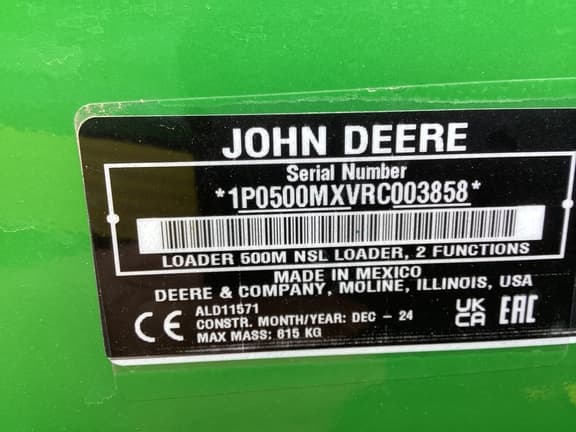 JOHN DEERE
Serial Number
*1P0500MXVRC003858*
LOADER 500M NSL LOADER, 2 FUNCTIONS
MADE IN MEXICO
DEERE & COMPANY, MOLINE, ILLINOIS, USA
ALD11571
CONSTR. MONTH/YEAR: DEC - 24
MAX MASS: 615 KG
CE
UK
CA
EAC